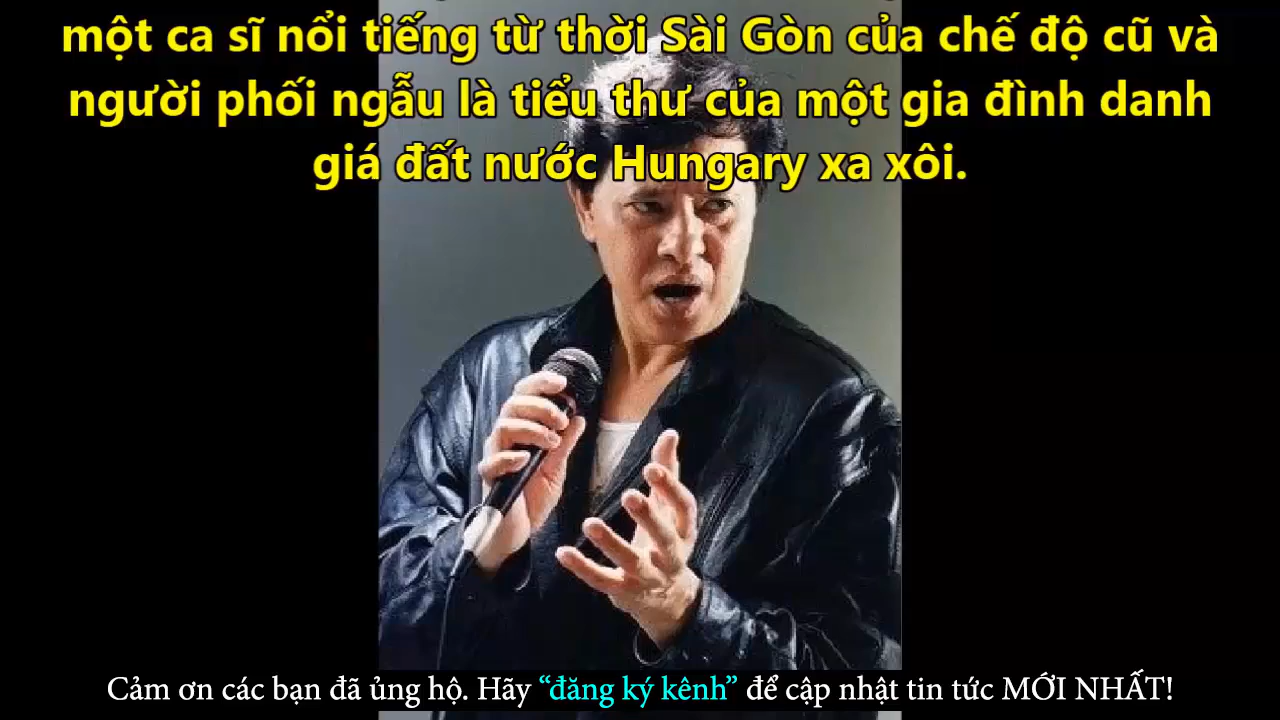 một ca sĩ nổi tiếng từ thời Sài Gòn của chế độ cũ và
người phối ngẫu là tiểu thư của một gia đình danh
giá đất nước Hungary xa xôi.
Cảm ơn các bạn đã ủng hộ. Hãy “đăng ký kênh” để cập nhật tin tức MỚI NHẤT!